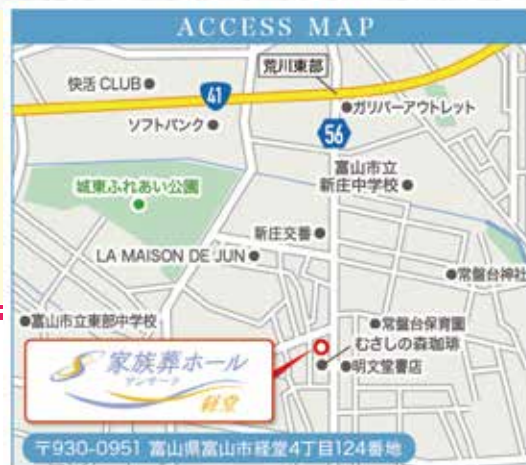 ACCESS MAP
荒川東部
快活 CLUB
41
ガリバーアウトレット
ソフトバンク
56
富山市立
新庄中学校
城東ふれあい公園
新庄交番
LA MAISON DE JUN
常盤台神社
富山市立東部中学校
常盤台保育園
むさしの森珈琲
明文堂書店
家族葬ホール
アンサーク
経堂
〒930-0951 富山県富山市経堂4丁目124番地